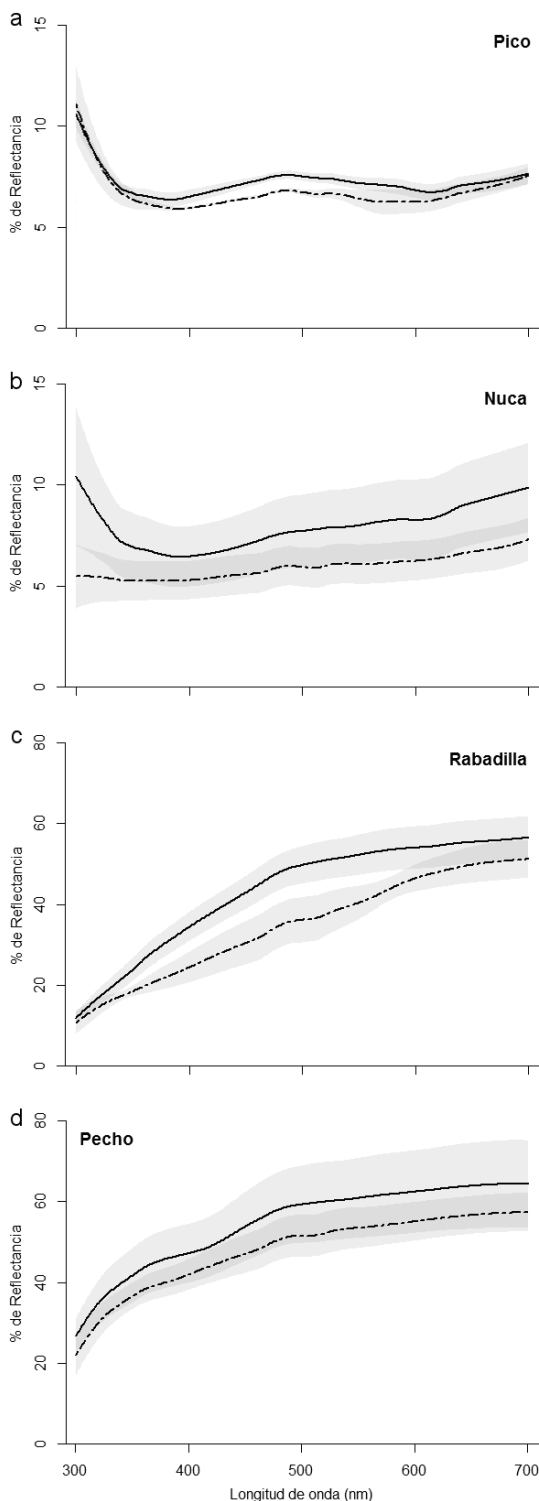 a
Pico
15
10
5
0
% de Reflectancia
b
Nuca
15
10
5
0
% de Reflectancia
c
Rabadilla
80
60
40
20
0
% de Reflectancia
d
Pecho
80
60
40
20
0
% de Reflectancia
300 400 500 600 700
Longitud de onda (nm)